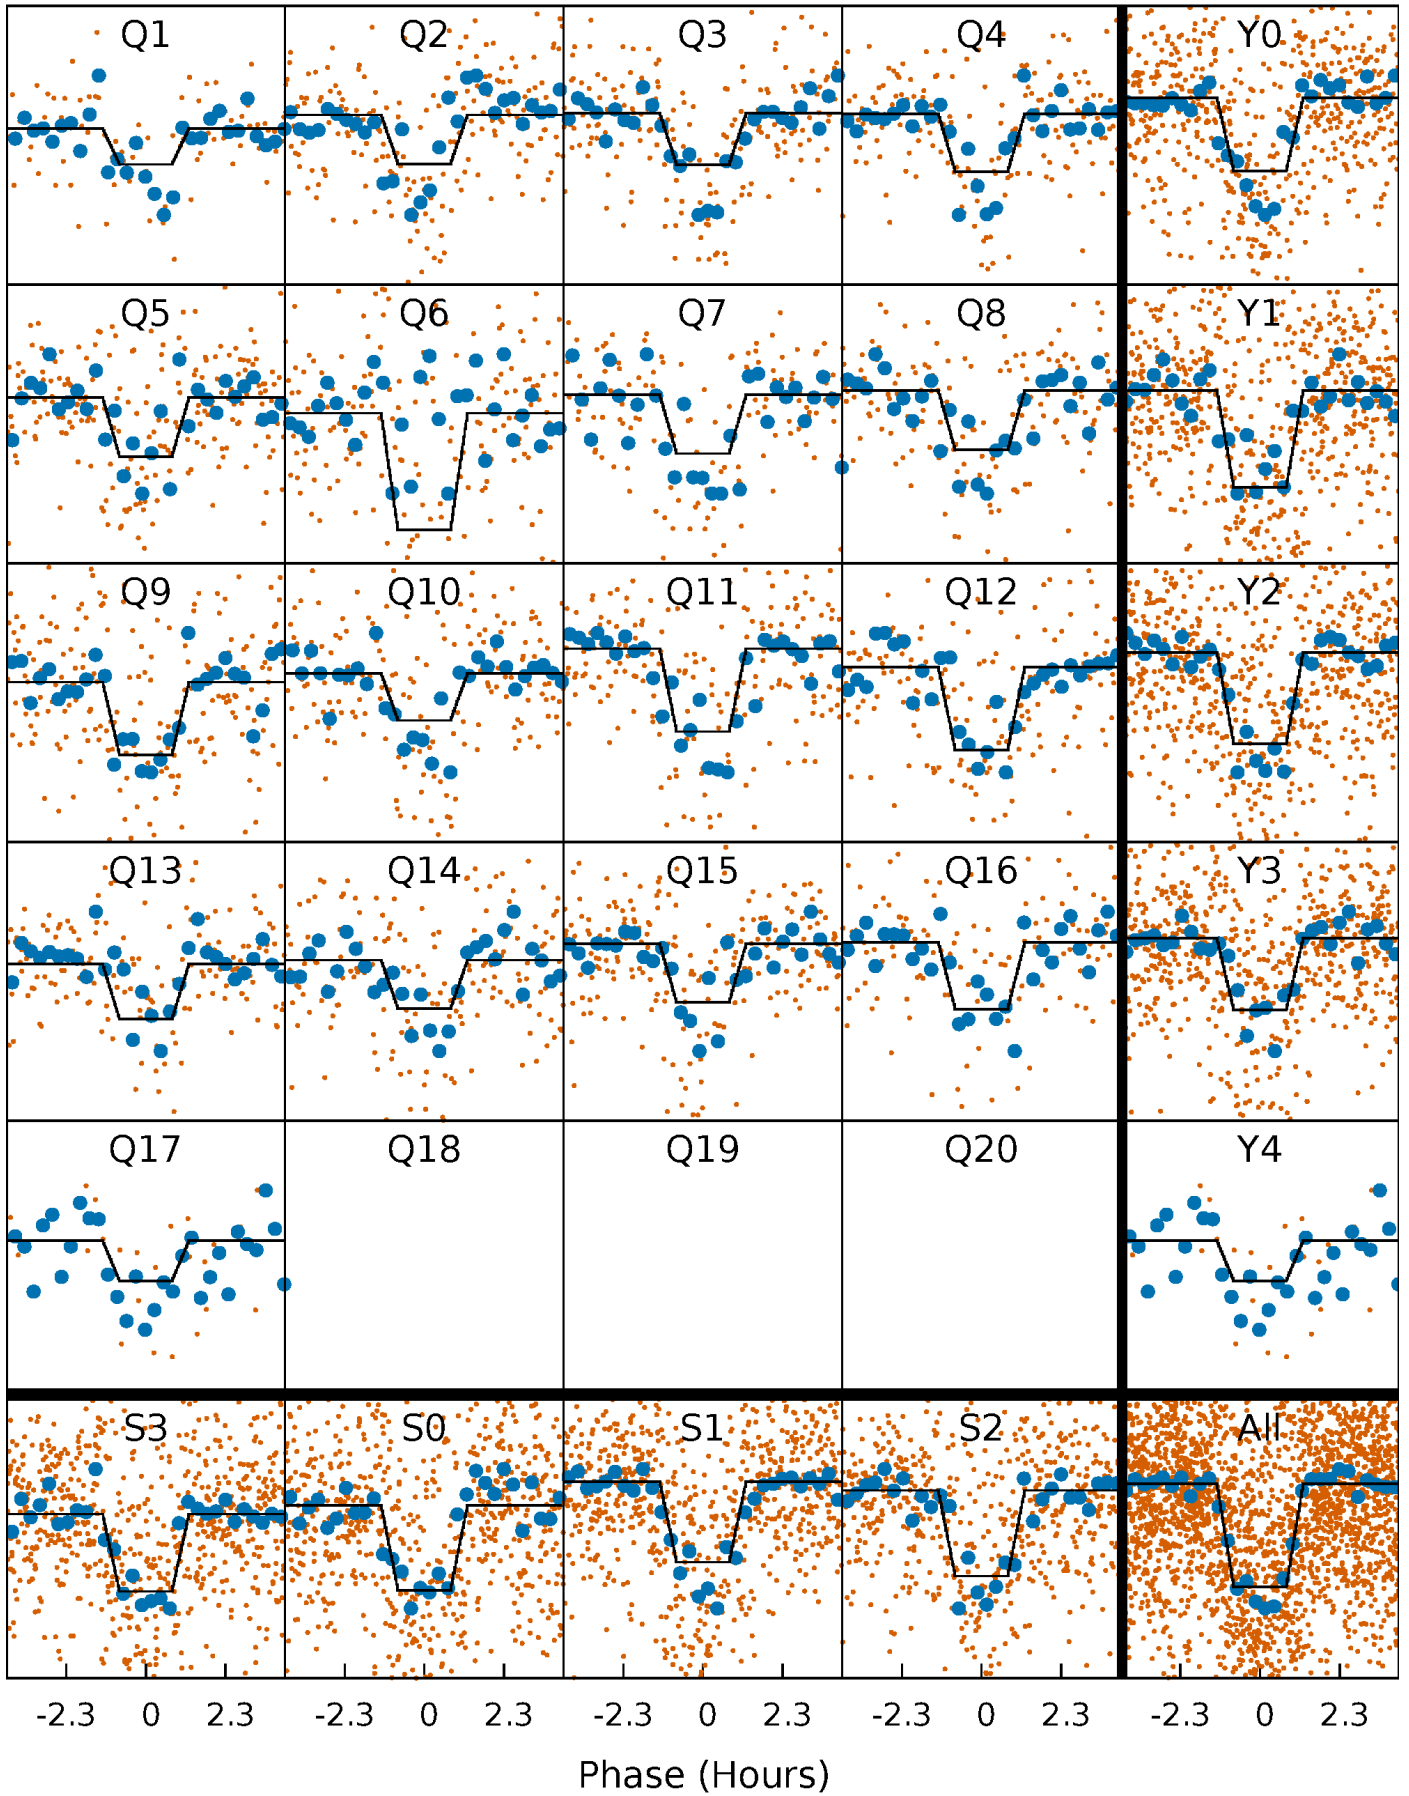 Q1 Q2 Q3 Q4 Y0
Q5 Q6 Q7 Q8 Y1
Q9 Q10 Q11 Q12 Y2
Q13 Q14 Q15 Q16 Y3
Q17 Q18 Q19 Q20 Y4
S3 S0 S1 S2 All
-2.3 0 2.3 -2.3 0 2.3 -2.3 0 2.3 -2.3 0 2.3 -2.3 0 2.3
Phase (Hours)